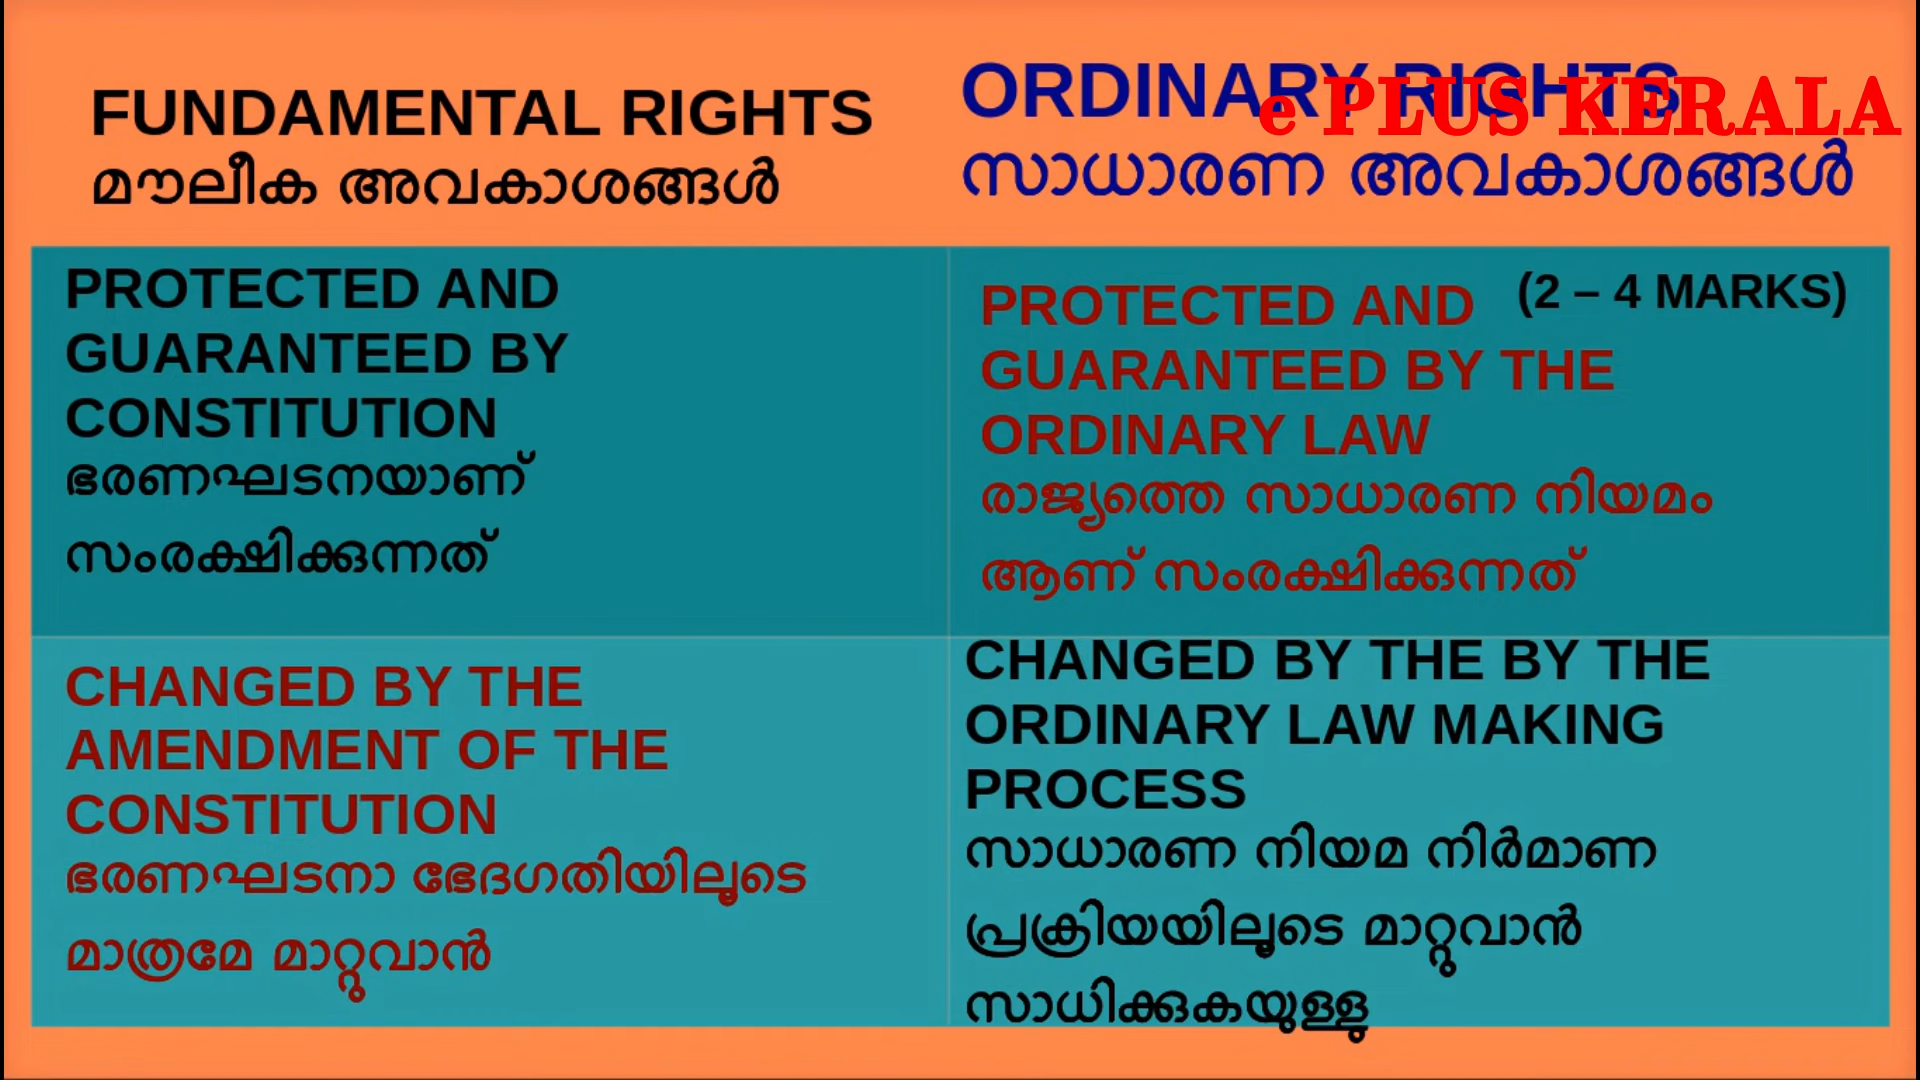 FUNDAMENTAL RIGHTS
മൗലീക അവകാശങ്ങൾ
ORDINARY RIGHTS
e PLUS KERALA
സാധാരണ അവകാശങ്ങൾ
PROTECTED AND
GUARANTEED BY
CONSTITUTION
ഭരണഘടനയാണ്
സംരക്ഷിക്കുന്നത്
PROTECTED AND (2 – 4 MARKS)
GUARANTEED BY THE
ORDINARY LAW
രാജ്യത്തെ സാധാരണ നിയമം
ആണ് സംരക്ഷിക്കുന്നത്
CHANGED BY THE
AMENDMENT OF THE
CONSTITUTION
ഭരണഘടനാ ഭേദഗതിയിലൂടെ
മാത്രമേ മാറ്റുവാൻ
CHANGED BY THE BY THE
ORDINARY LAW MAKING
PROCESS
സാധാരണ നിയമ നിർമാണ
പ്രക്രിയയിലൂടെ മാറ്റുവാൻ
സാധിക്കുകയുള്ളു